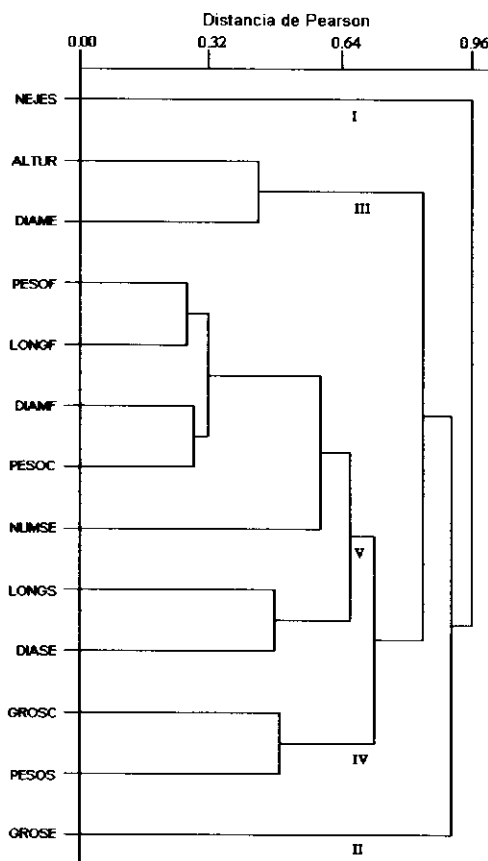 Distancia de Pearson
0.00 0.32 0.64 0.96
NEJES
I
ALTUR
III
DIAME
PESOF
LONGF
DIAMF
PESOC
NUMSE
V
LONGS
DIASE
GROSC
IV
PESOS
GROSE
II